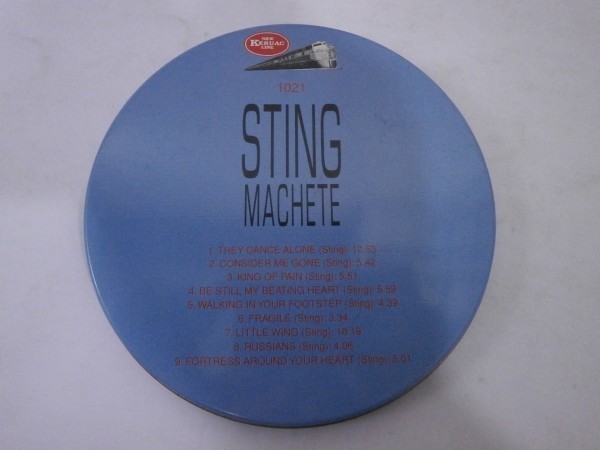 NEW
KERUAC
LINE
1021
STING
MACHETE
1. THEY DANCE ALONE (Sting): 12.53
2. CONSIDER ME GONE (Sting): 5.42
3. KING OF PAIN (Sting): 5.51
4. BE STILL MY BEATING HEART (Sting): 5.59
5. WALKING IN YOUR FOOTSTEP (Sting): 4.39
6. FRAGILE (Sting): 3.34
7. LITTLE WING (Sting): 10.19
8. RUSSIANS (Sting): 4.06
9. FORTRESS AROUND YOUR HEART (Sting): 5.01